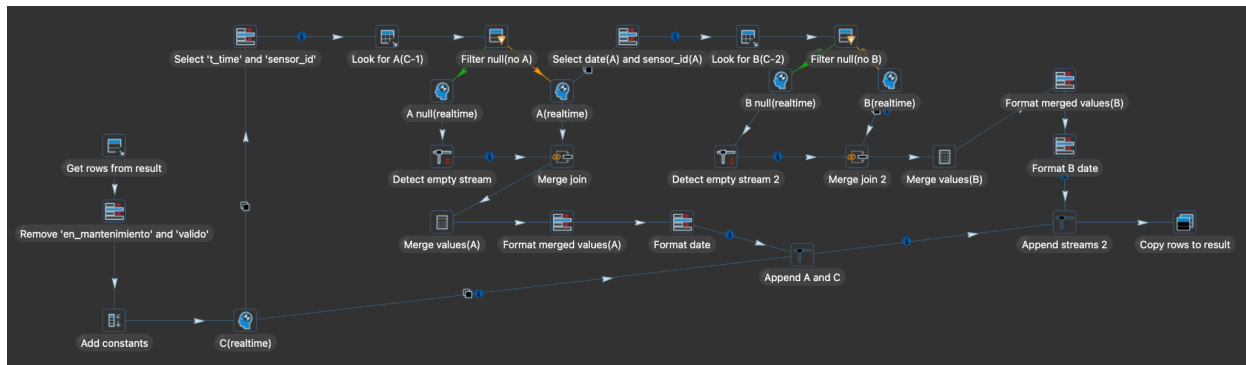 Select 't_time' and 'sensor_id'
Look for A(C-1)
Filter null(no A)
Select date(A) and sensor_id(A)
Look for B(C-2)
Filter null(no B)
A null(realtime)
A(realtime)
B null(realtime)
B(realtime)
Format merged values(B)
Get rows from result
Detect empty stream
Merge join
Detect empty stream 2
Merge join 2
Merge values(B)
Format B date
Remove 'en_mantenimiento' and 'valido'
Merge values(A)
Format merged values(A)
Format date
Append A and C
Append streams 2
Copy rows to result
Add constants
C(realtime)